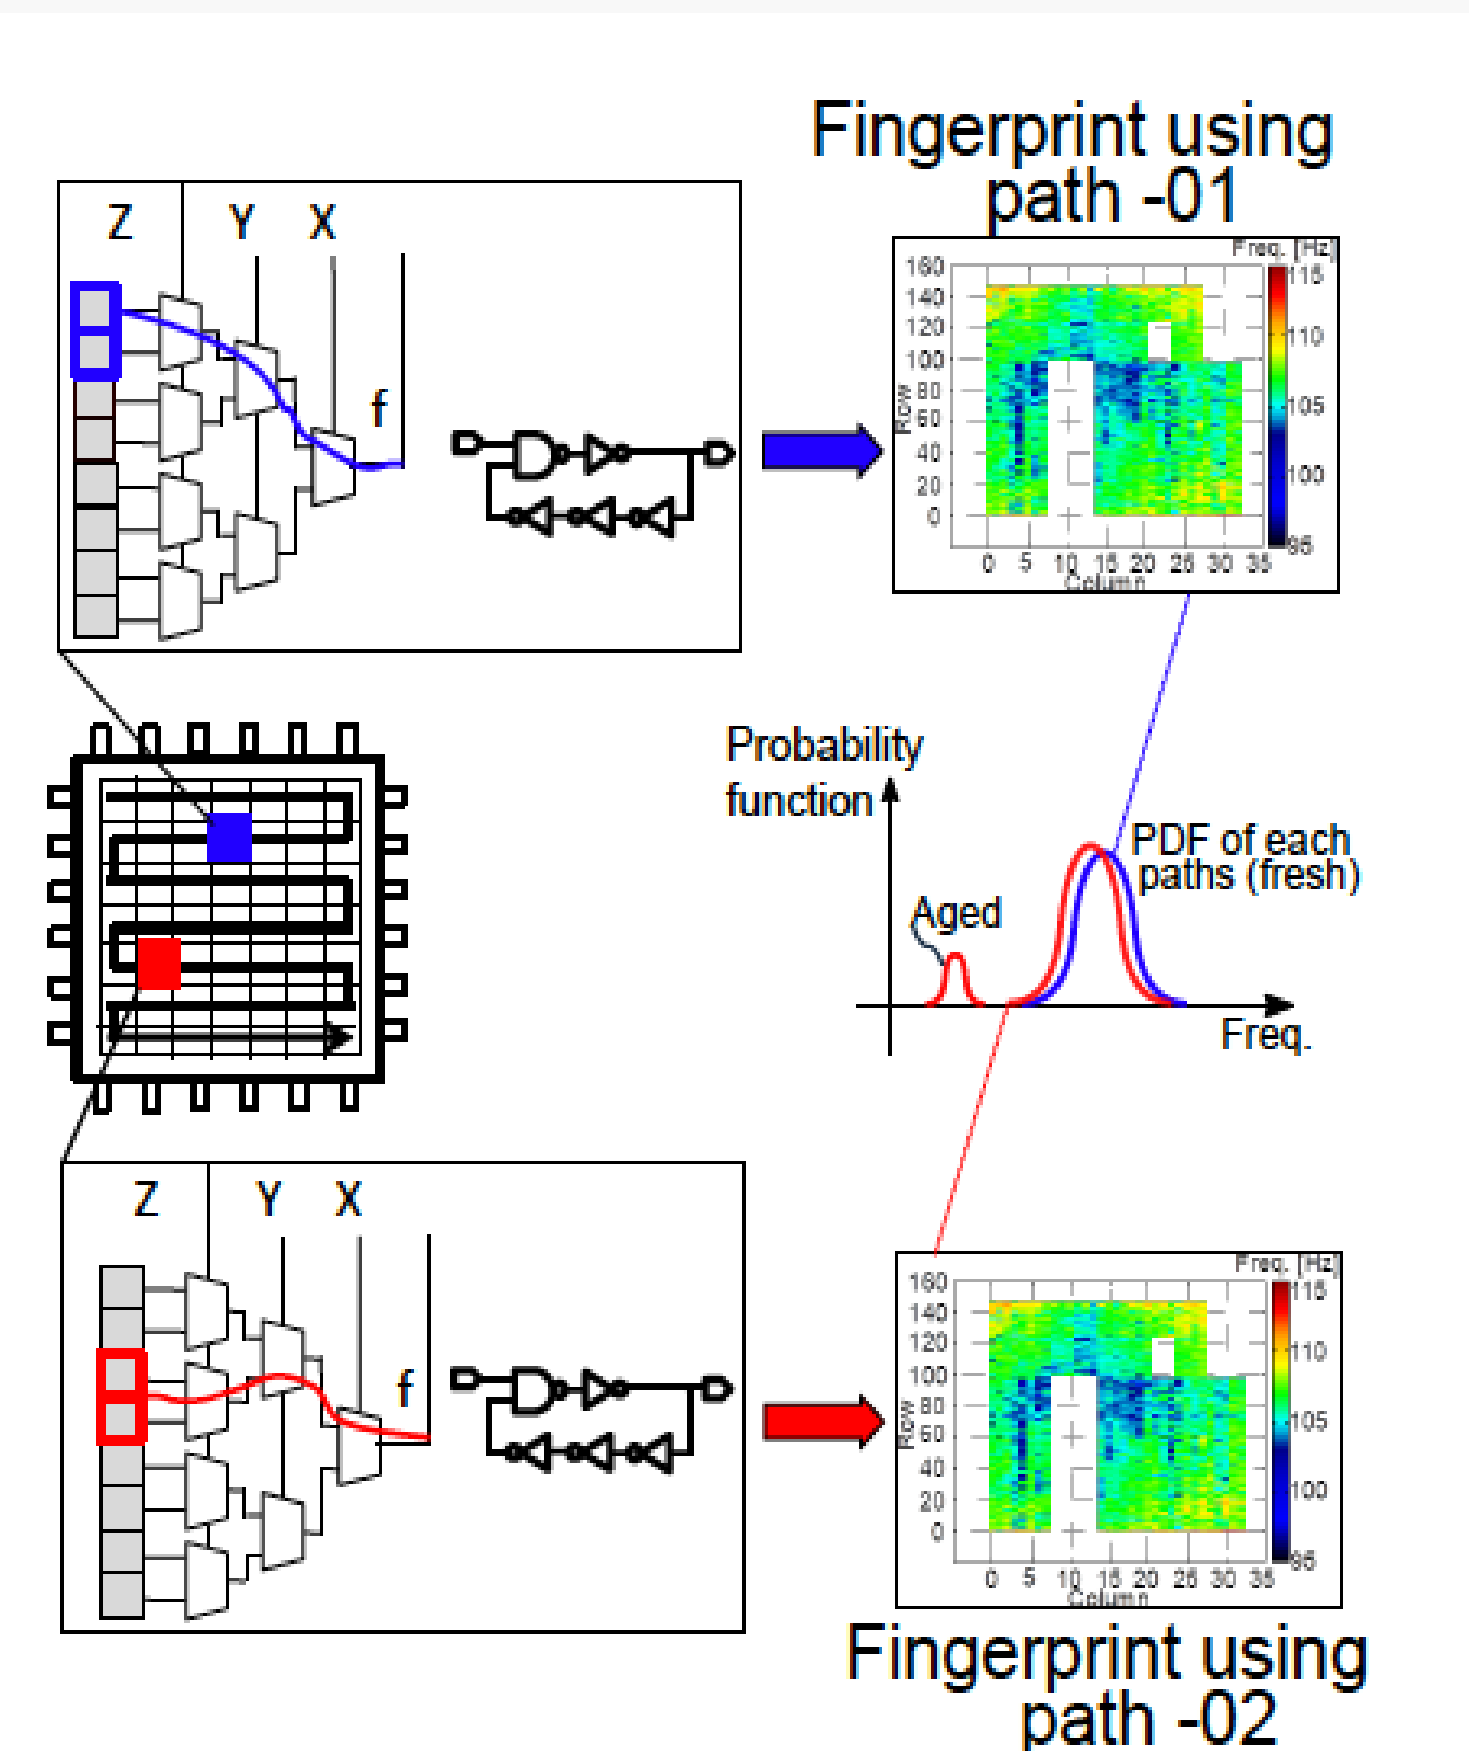 Fingerprint using
path -01
Z Y X
f
Freq. [Hz]
160
140
120
100
80
60
40
20
0
Row
0 5 10 15 20 25 30 35
Column
115
110
105
100
95
Probability
function
PDF of each
paths (fresh)
Aged
Freq.
Z Y X
f
Freq. [Hz]
160
140
120
100
80
60
40
20
0
Row
0 5 10 15 20 25 30 35
Column
115
110
105
100
95
Fingerprint using
path -02